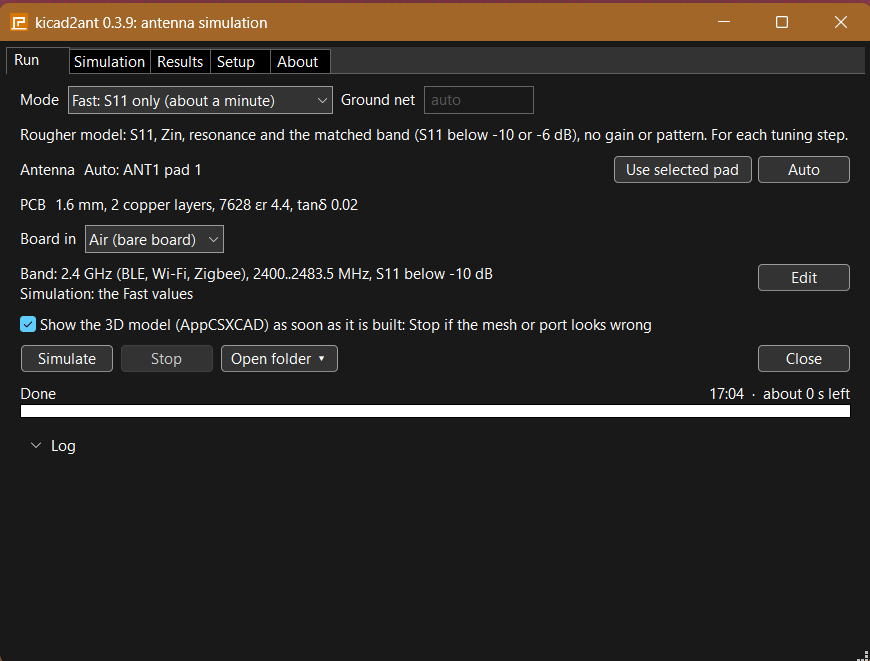 kicad2ant 0.3.9: antenna simulation
Run Simulation Results Setup About
Mode Fast: S11 only (about a minute) Ground net auto
Rougher model: S11, Zin, resonance and the matched band (S11 below -10 or -6 dB), no gain or pattern. For each tuning step.
Antenna Auto: ANT1 pad 1 Use selected pad Auto
PCB 1.6 mm, 2 copper layers, 7628 εr 4.4, tanδ 0.02
Board in Air (bare board)
Band: 2.4 GHz (BLE, Wi-Fi, Zigbee), 2400..2483.5 MHz, S11 below -10 dB
Simulation: the Fast values
Edit
Show the 3D model (AppCSXCAD) as soon as it is built: Stop if the mesh or port looks wrong
Simulate Stop Open folder Close
Done 17:04 · about 0 s left
Log